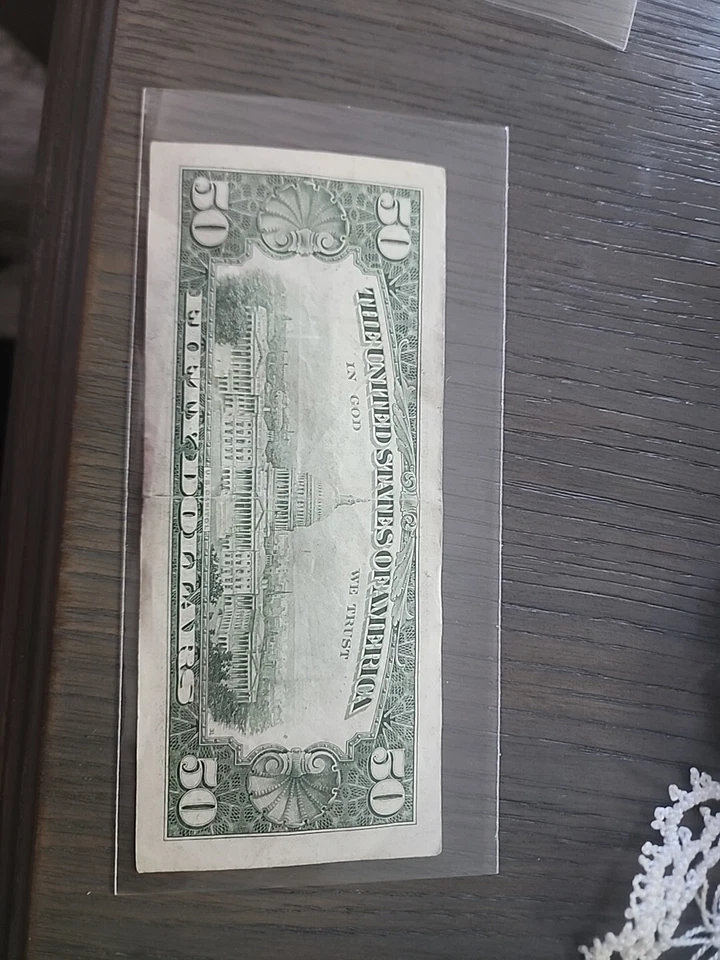 50 50
THE UNITED STATES OF AMERICA
IN GOD WE TRUST
FIFTY DOLLARS
50 50